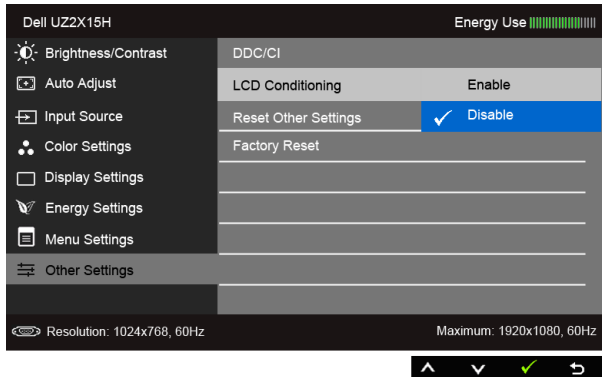 Dell UZ2X15H
Energy Use
Brightness/Contrast
DDC/CI
Auto Adjust
LCD Conditioning
Enable
Input Source
Reset Other Settings
Disable
Color Settings
Factory Reset
Display Settings
Energy Settings
Menu Settings
Other Settings
Resolution: 1024x768, 60Hz
Maximum: 1920x1080, 60Hz